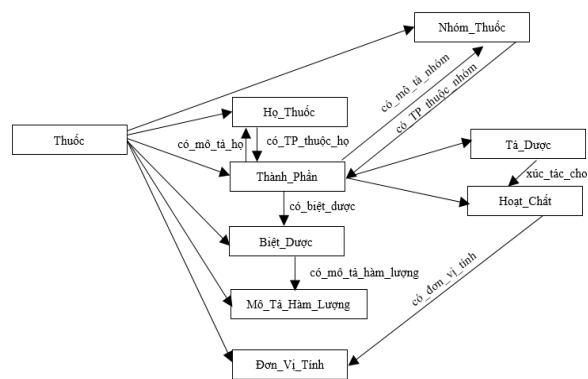 Nhóm_Thuốc
có_mô_tả_nhóm
có_TP_thuộc_nhóm
Họ_Thuốc
Thuốc
có_mô_tả_họ
có_TP_thuộc_họ
Tá_Dược
Thành_Phần
xúc_tác_cho
Hoạt_Chất
có_biệt_dược
Biệt_Dược
có_mô_tả_hàm_lượng
có_đơn_vị_tính
Mô_Tả_Hàm_Lượng
Đơn_Vị_Tính